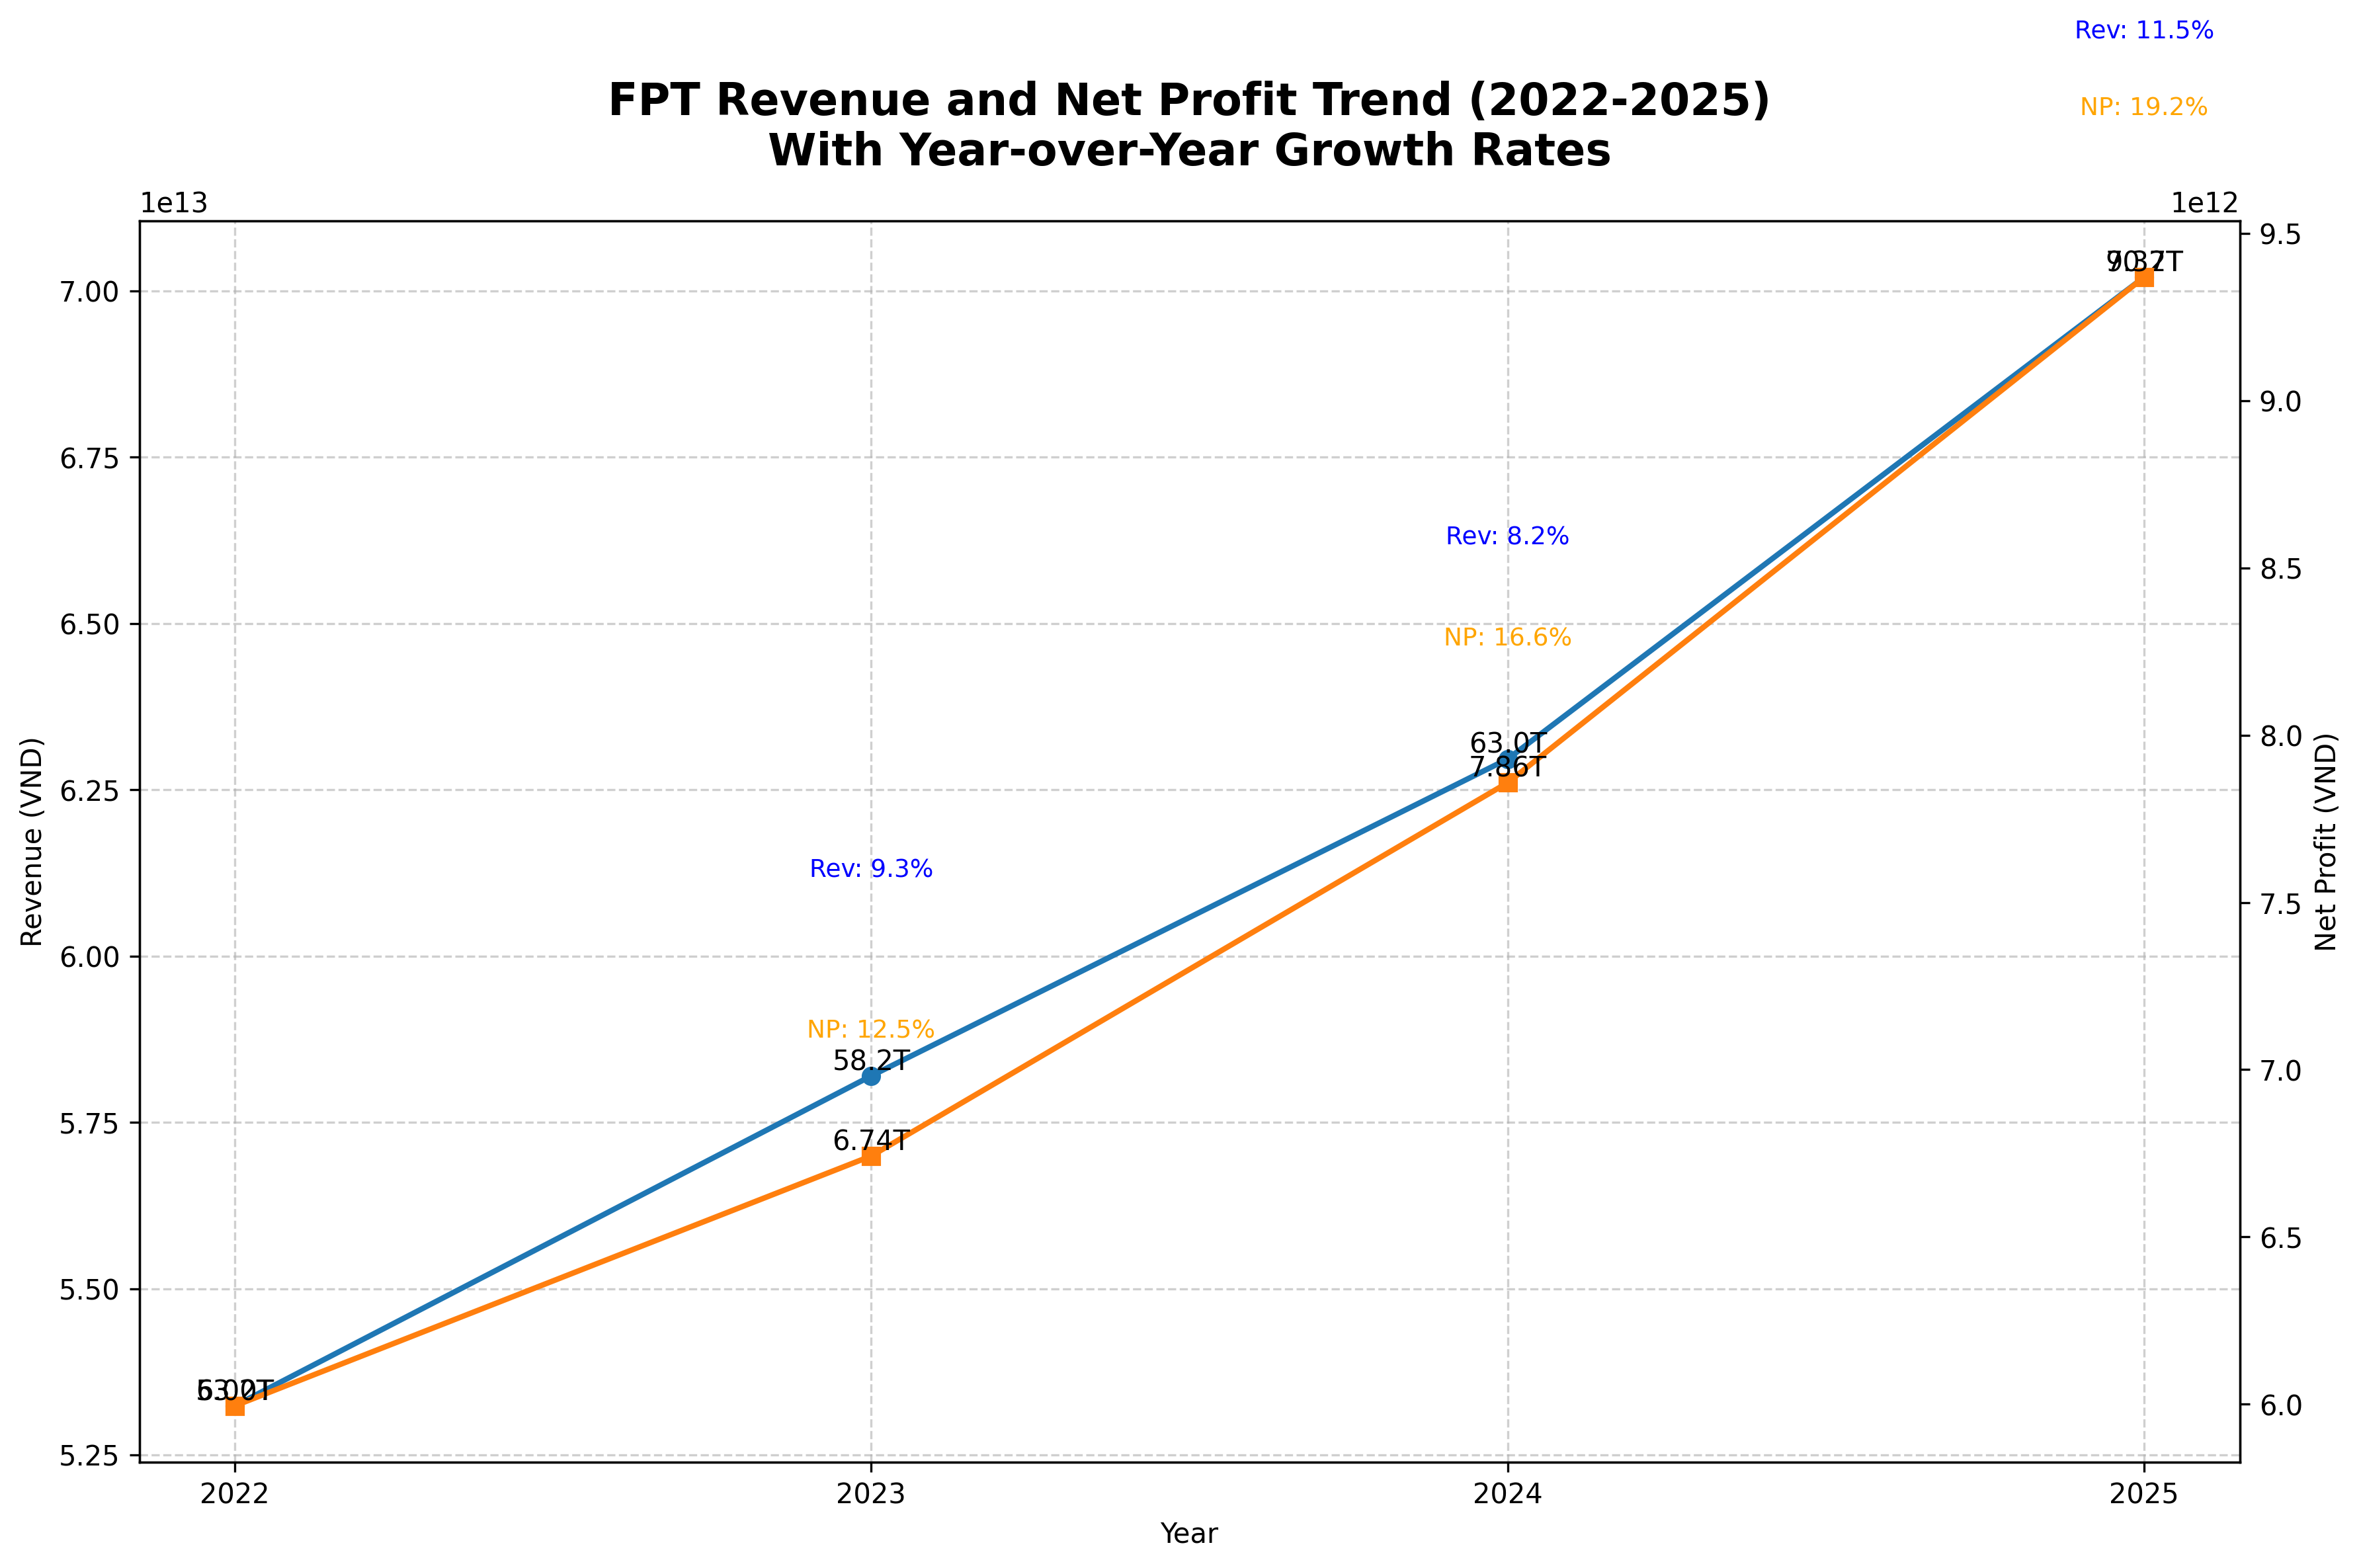 Rev: 11.5%
FPT Revenue and Net Profit Trend (2022-2025)
NP: 19.2%
With Year-over-Year Growth Rates
1e13
1e12
7.00
6.75
6.50
6.25
6.00
5.75
5.50
5.25
Revenue (VND)
9.5
9.0
8.5
8.0
7.5
7.0
6.5
6.0
Net Profit (VND)
Rev: 8.2%
NP: 16.6%
63.0T
7.86T
Rev: 9.3%
NP: 12.5%
58.2T
6.74T
2022
2023
2024
2025
Year